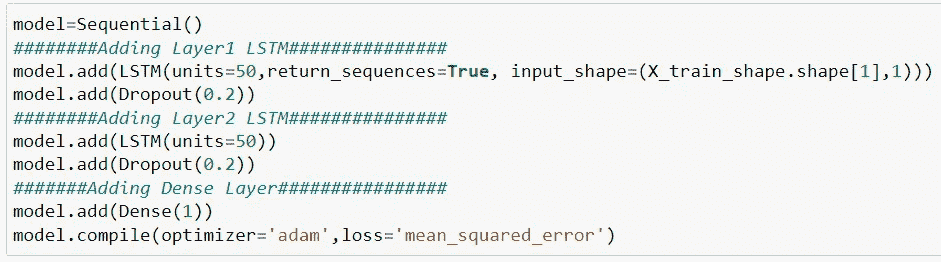 model=Sequential()
########Adding Layer1 LSTM###############
model.add(LSTM(units=50,return_sequences=True, input_shape=(X_train_shape.shape[1],1)))
model.add(Dropout(0.2))
########Adding Layer2 LSTM###############
model.add(LSTM(units=50))
model.add(Dropout(0.2))
#######Adding Dense Layer################
model.add(Dense(1))
model.compile(optimizer='adam',loss='mean_squared_error')